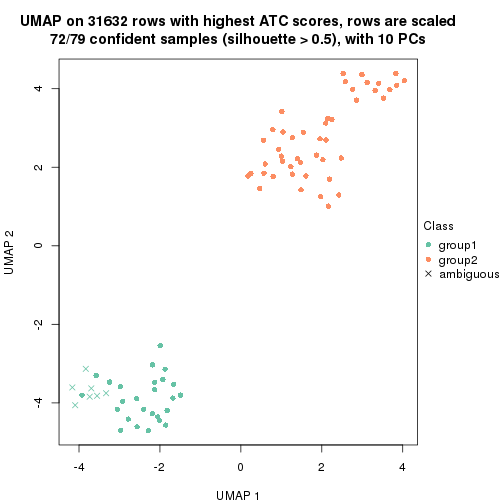 UMAP on 31632 rows with highest ATC scores, rows are scaled
72/79 confident samples (silhouette > 0.5), with 10 PCs
4
2
0
-2
-4
UMAP 2
-4
-2
0
2
4
UMAP 1
Class
group1
group2
ambiguous